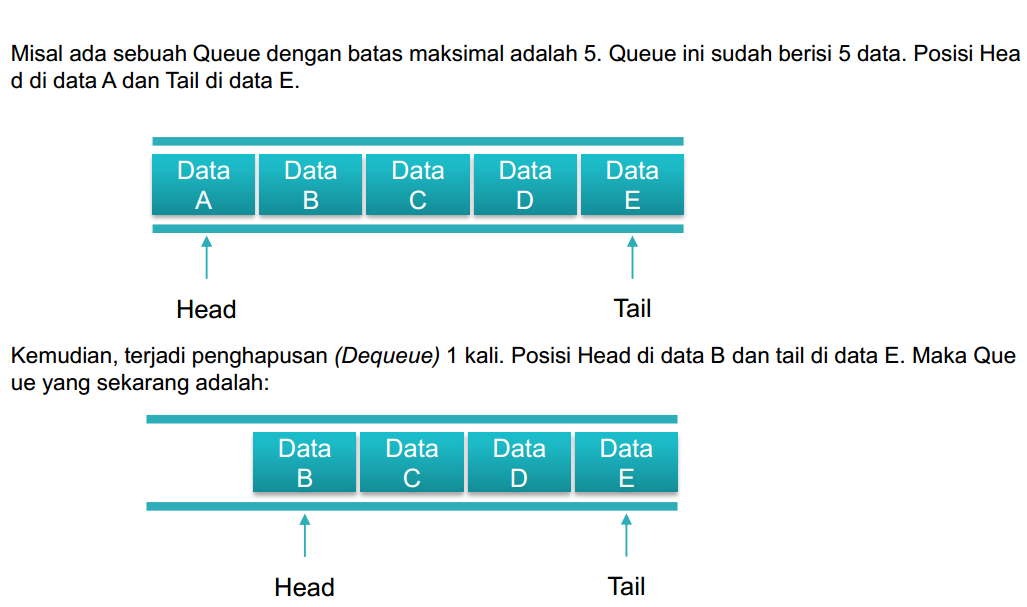 Misal ada sebuah Queue dengan batas maksimal adalah 5. Queue ini sudah berisi 5 data. Posisi Hea
d di data A dan Tail di data E.
Data Data Data Data Data
A B C D E
Head Tail
Kemudian, terjadi penghapusan (Dequeue) 1 kali. Posisi Head di data B dan tail di data E. Maka Que
ue yang sekarang adalah:
Data Data Data Data
B C D E
Head Tail